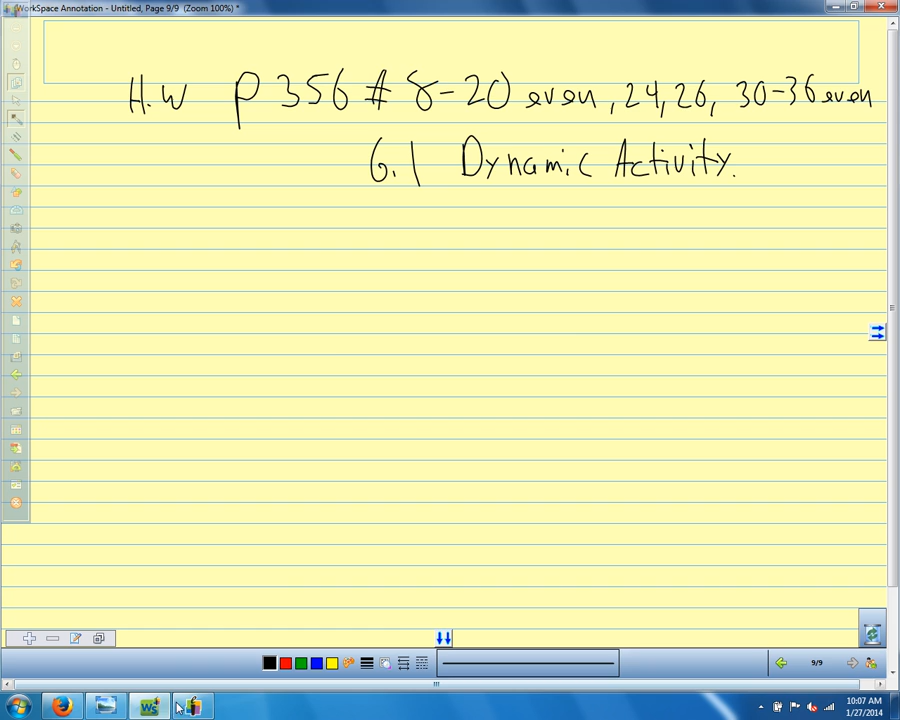 WorkSpace Annotation - Untitled, Page 9/9 (Zoom 100%) *
H.W p 356 # 8-20 even, 24, 26, 30-36 even
6.1 Dynamic Activity.
9/9
10:07 AM
1/27/2014